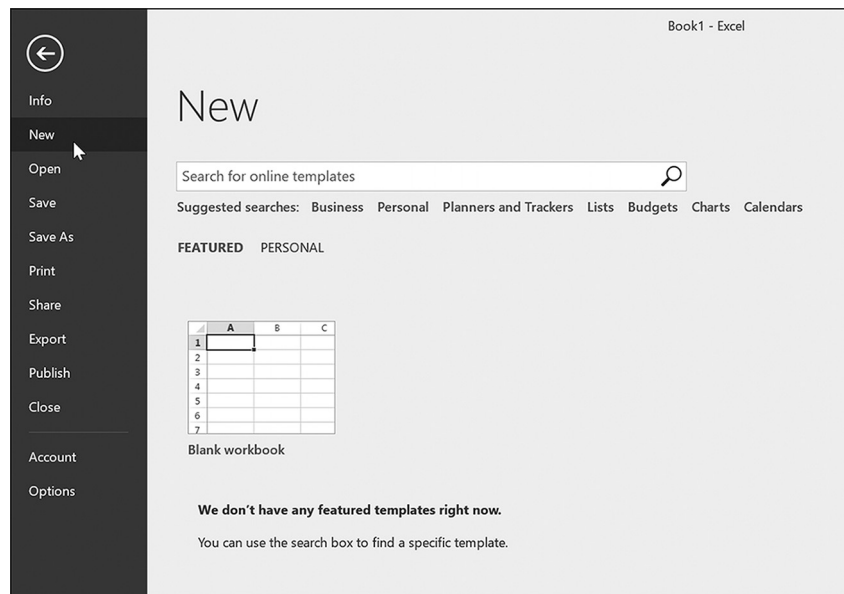 Book1 - Excel
Info
New
Open
Save
Save As
Print
Share
Export
Publish
Close
Account
Options
New
Search for online templates
Suggested searches: Business Personal Planners and Trackers Lists Budgets Charts Calendars
FEATURED PERSONAL
A B C
1
2
3
4
5
6
7
Blank workbook
We don't have any featured templates right now.
You can use the search box to find a specific template.